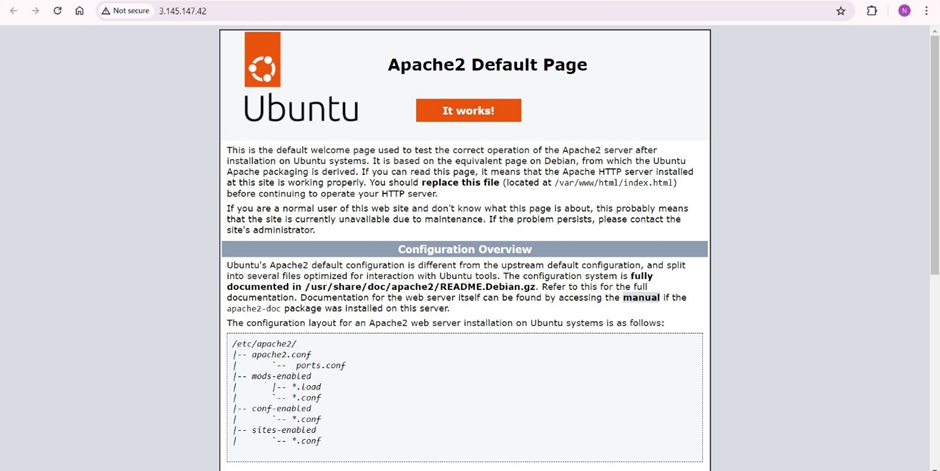 Not secure 3.145.147.42 N
Apache2 Default Page
Ubuntu It works!
This is the default welcome page used to test the correct operation of the Apache2 server after
installation on Ubuntu systems. It is based on the equivalent page on Debian, from which the Ubuntu
Apache packaging is derived. If you can read this page, it means that the Apache HTTP server installed
at this site is working properly. You should replace this file (located at /var/www/html/index.html)
before continuing to operate your HTTP server.
If you are a normal user of this web site and don't know what this page is about, this probably means
that the site is currently unavailable due to maintenance. If the problem persists, please contact the
site's administrator.
Configuration Overview
Ubuntu's Apache2 default configuration is different from the upstream default configuration, and split
into several files optimized for interaction with Ubuntu tools. The configuration system is fully
documented in /usr/share/doc/apache2/README.Debian.gz. Refer to this for the full
documentation. Documentation for the web server itself can be found by accessing the manual if the
apache2-doc package was installed on this server.
The configuration layout for an Apache2 web server installation on Ubuntu systems is as follows:
/etc/apache2/
|-- apache2.conf
|       `--  ports.conf
|-- mods-enabled
|       |-- *.load
|       `-- *.conf
|-- conf-enabled
|       `-- *.conf
|-- sites-enabled
|       `-- *.conf